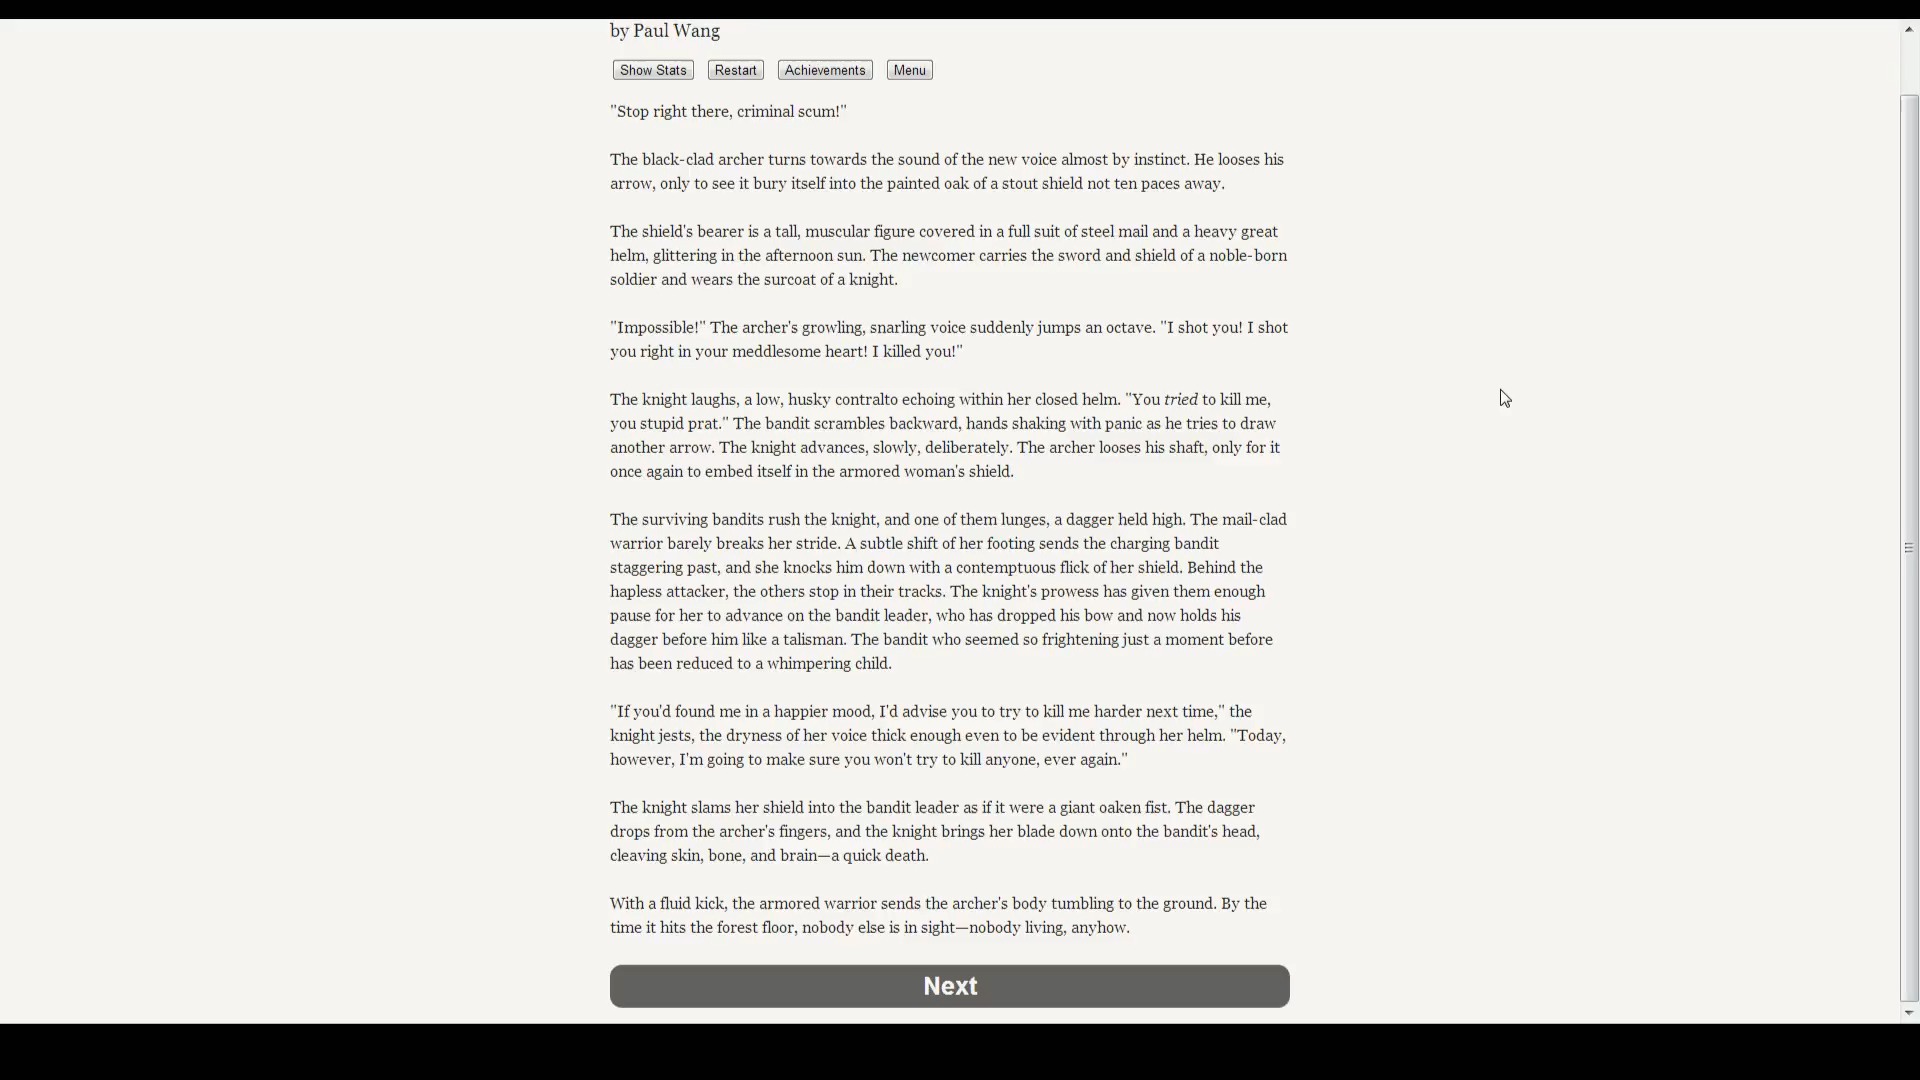 by Paul Wang
Show Stats Restart Achievements Menu
"Stop right there, criminal scum!"
The black-clad archer turns towards the sound of the new voice almost by instinct. He looses his
arrow, only to see it bury itself into the painted oak of a stout shield not ten paces away.
The shield's bearer is a tall, muscular figure covered in a full suit of steel mail and a heavy great
helm, glittering in the afternoon sun. The newcomer carries the sword and shield of a noble-born
soldier and wears the surcoat of a knight.
"Impossible!" The archer's growling, snarling voice suddenly jumps an octave. "I shot you! I shot
you right in your meddlesome heart! I killed you!"
The knight laughs, a low, husky contralto echoing within her closed helm. "You tried to kill me,
you stupid prat." The bandit scrambles backward, hands shaking with panic as he tries to draw
another arrow. The knight advances, slowly, deliberately. The archer looses his shaft, only for it
once again to embed itself in the armored woman's shield.
The surviving bandits rush the knight, and one of them lunges, a dagger held high. The mail-clad
warrior barely breaks her stride. A subtle shift of her footing sends the charging bandit
staggering past, and she knocks him down with a contemptuous flick of her shield. Behind the
hapless attacker, the others stop in their tracks. The knight's prowess has given them enough
pause for her to advance on the bandit leader, who has dropped his bow and now holds his
dagger before him like a talisman. The bandit who seemed so frightening just a moment before
has been reduced to a whimpering child.
"If you'd found me in a happier mood, I'd advise you to try to kill me harder next time," the
knight jests, the dryness of her voice thick enough even to be evident through her helm. "Today,
however, I'm going to make sure you won't try to kill anyone, ever again."
The knight slams her shield into the bandit leader as if it were a giant oaken fist. The dagger
drops from the archer's fingers, and the knight brings her blade down onto the bandit's head,
cleaving skin, bone, and brain—a quick death.
With a fluid kick, the armored warrior sends the archer's body tumbling to the ground. By the
time it hits the forest floor, nobody else is in sight—nobody living, anyhow.
Next